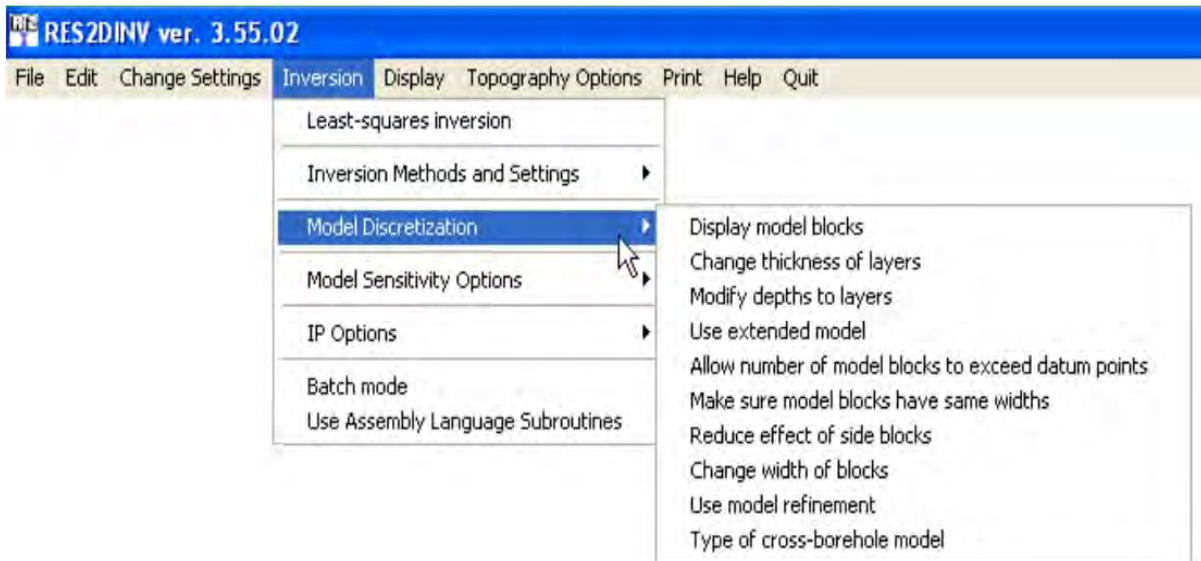 RES2DINV ver. 3.55.02
File Edit Change Settings Inversion Display Topography Options Print Help Quit
Least-squares inversion
Inversion Methods and Settings
Model Discretization
Model Sensitivity Options
IP Options
Batch mode
Use Assembly Language Subroutines
Display model blocks
Change thickness of layers
Modify depths to layers
Use extended model
Allow number of model blocks to exceed datum points
Make sure model blocks have same widths
Reduce effect of side blocks
Change width of blocks
Use model refinement
Type of cross-borehole model